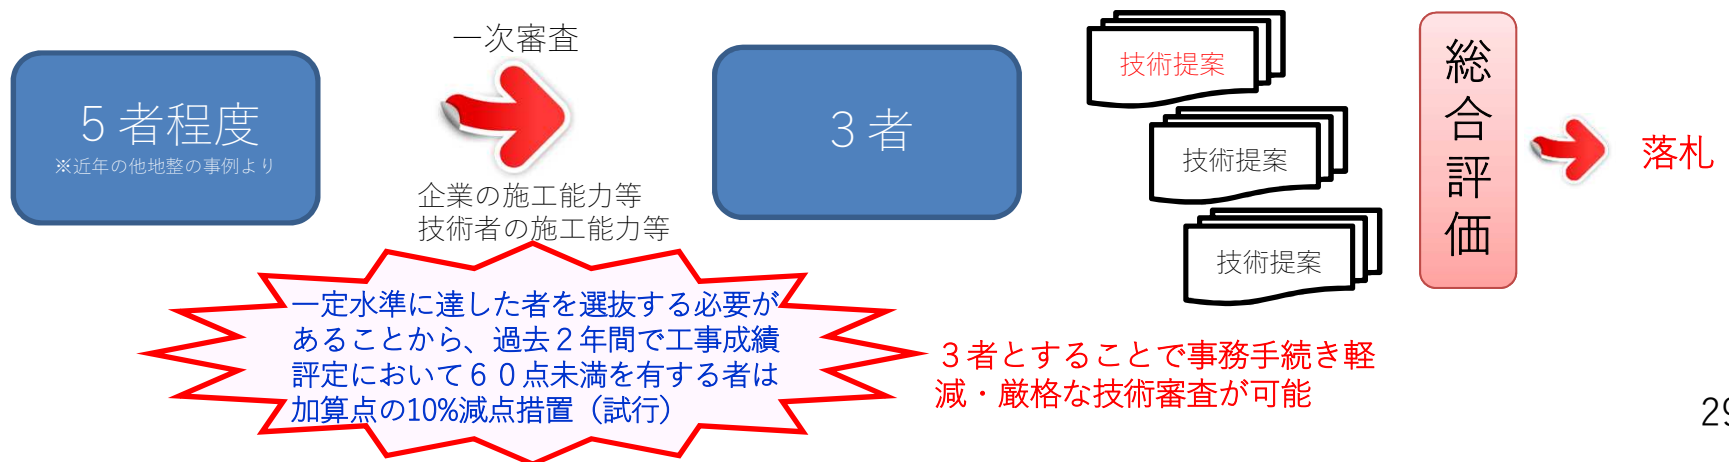 ５者程度
※近年の他地整の事例より
一次審査
企業の施工能力等
技術者の施工能力等
３者
技術提案
技術提案
技術提案
総合評価
落札
一定水準に達した者を選抜する必要が
あることから、過去２年間で工事成績
評定において６０点未満を有する者は
加算点の10%減点措置（試行）
３者とすることで事務手続き軽
減・厳格な技術審査が可能
29